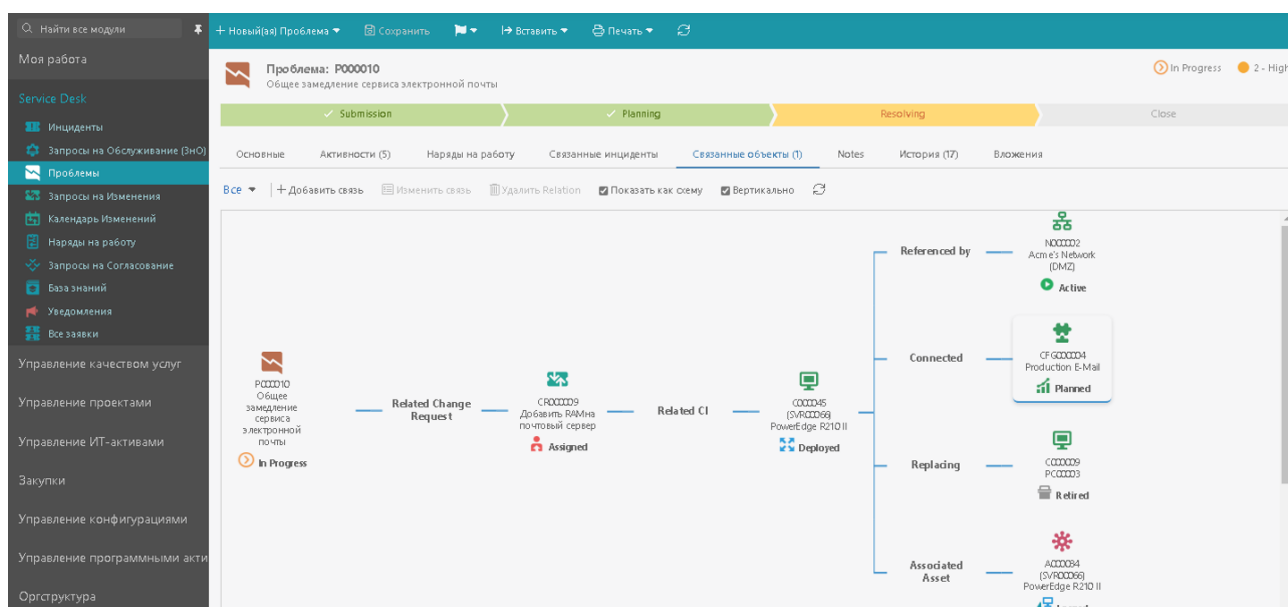 Найти все модули
+ Новый(ая) Проблема
Сохранить
Вставить
Печать
Моя работа
Service Desk
Инциденты
Запросы на Обслуживание (ЗнО)
Проблемы
Запросы на Изменения
Календарь Изменений
Наряды на работу
Запросы на Согласование
База знаний
Уведомления
Все заявки
Управление качеством услуг
Управление проектами
Управление ИТ-активами
Закупки
Управление конфигурациями
Управление программными акти
Оргструктура
Проблема: P000010
Общее замедление сервиса электронной почты
In Progress
2 - High
Submission
Planning
Resolving
Close
Основные
Активности (5)
Наряды на работу
Связанные инциденты
Связанные объекты (1)
Notes
История (17)
Вложения
Все
+ Добавить связь
Изменить связь
Удалить Relation
Показать как схему
Вертикально
P000010
Общее
замедление
сервиса
электронной
почты
In Progress
Related Change
Request
CR000009
Добавить RAMна
почтовый сервер
Assigned
Related CI
C000045
(SVR00066)
PowerEdge R210 II
Deployed
Referenced by
N000002
Acme's Network
(DMZ)
Active
Connected
CFG000004
Production E-Mail
Planned
Replacing
C000009
PC00003
Retired
Associated
Asset
A000084
(SVR00066)
PowerEdge R210 II